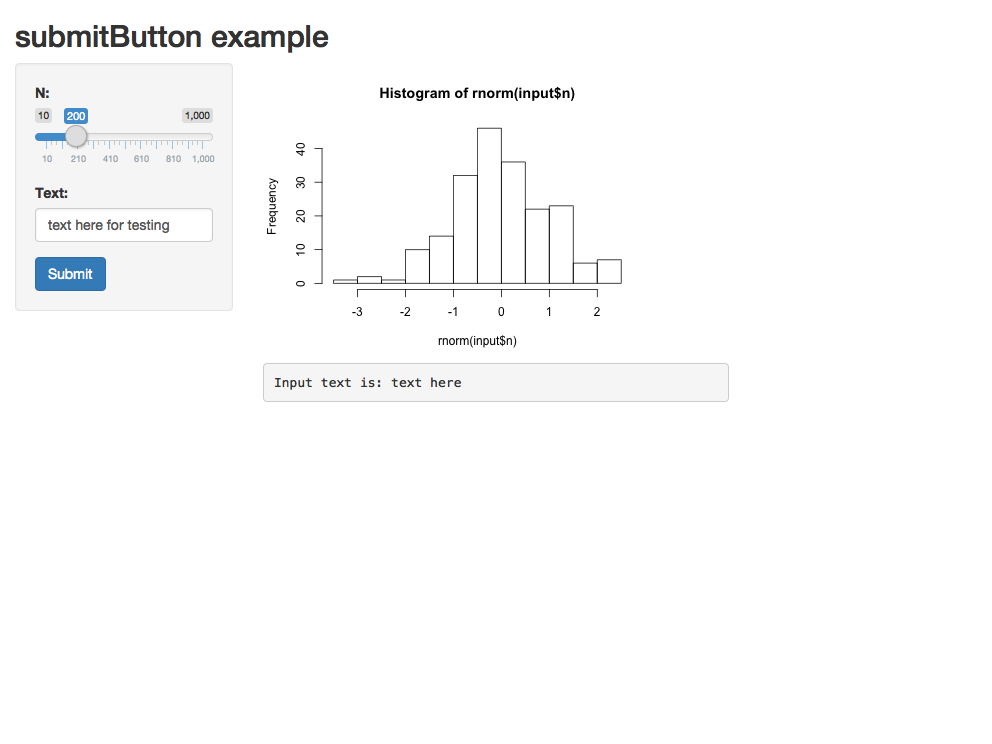 submitButton example
N:
10 200 1,000
10 210 410 610 810 1,000
Text:
text here for testing
Submit
Histogram of rnorm(input$n)
Frequency
0 10 20 30 40
-3 -2 -1 0 1 2
rnorm(input$n)
Input text is: text here